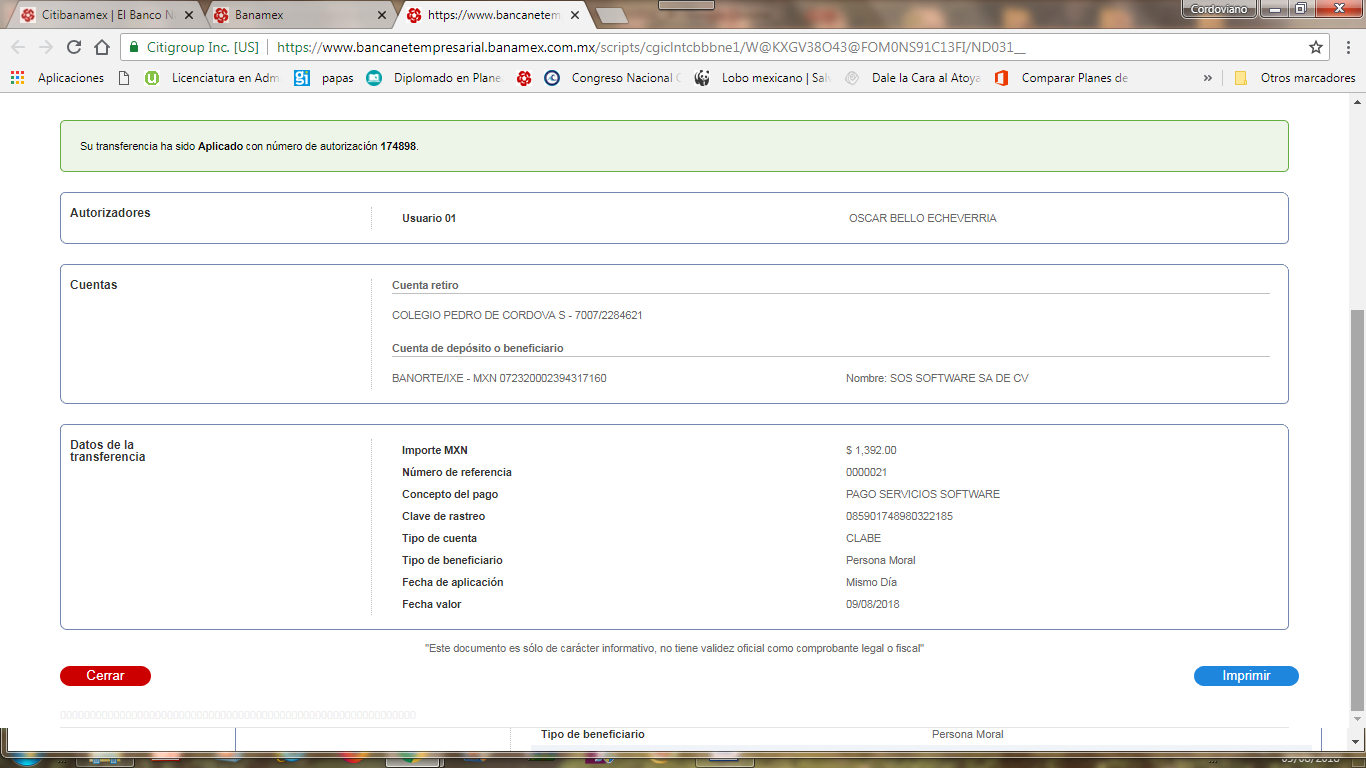 Citibanamex | El Banco N
Banamex
https://www.bancanetem
Cordoviano
Citigroup Inc. [US]
https://www.bancanetempresarial.banamex.com.mx/scripts/cgiclntcbbbne1/W@KXGV38O43@FOM0NS91C13FI/ND031__
Aplicaciones
Licenciatura en Adm
papas
Diplomado en Plane
Congreso Nacional C
Lobo mexicano | Sal
Dale la Cara al Atoya
Comparar Planes de
»
Otros marcadores
Su transferencia ha sido Aplicado con número de autorización 174898.
Autorizadores
Usuario 01
OSCAR BELLO ECHEVERRIA
Cuentas
Cuenta retiro
COLEGIO PEDRO DE CORDOVA S - 7007/2284621
Cuenta de depósito o beneficiario
BANORTE/IXE - MXN 072320002394317160
Nombre: SOS SOFTWARE SA DE CV
Datos de la
transferencia
Importe MXN
$ 1,392.00
Número de referencia
0000021
Concepto del pago
PAGO SERVICIOS SOFTWARE
Clave de rastreo
085901748980322185
Tipo de cuenta
CLABE
Tipo de beneficiario
Persona Moral
Fecha de aplicación
Mismo Día
Fecha valor
09/08/2018
"Este documento es sólo de carácter informativo, no tiene validez oficial como comprobante legal o fiscal"
Cerrar
Imprimir
Tipo de beneficiario
Persona Moral
09/08/2018